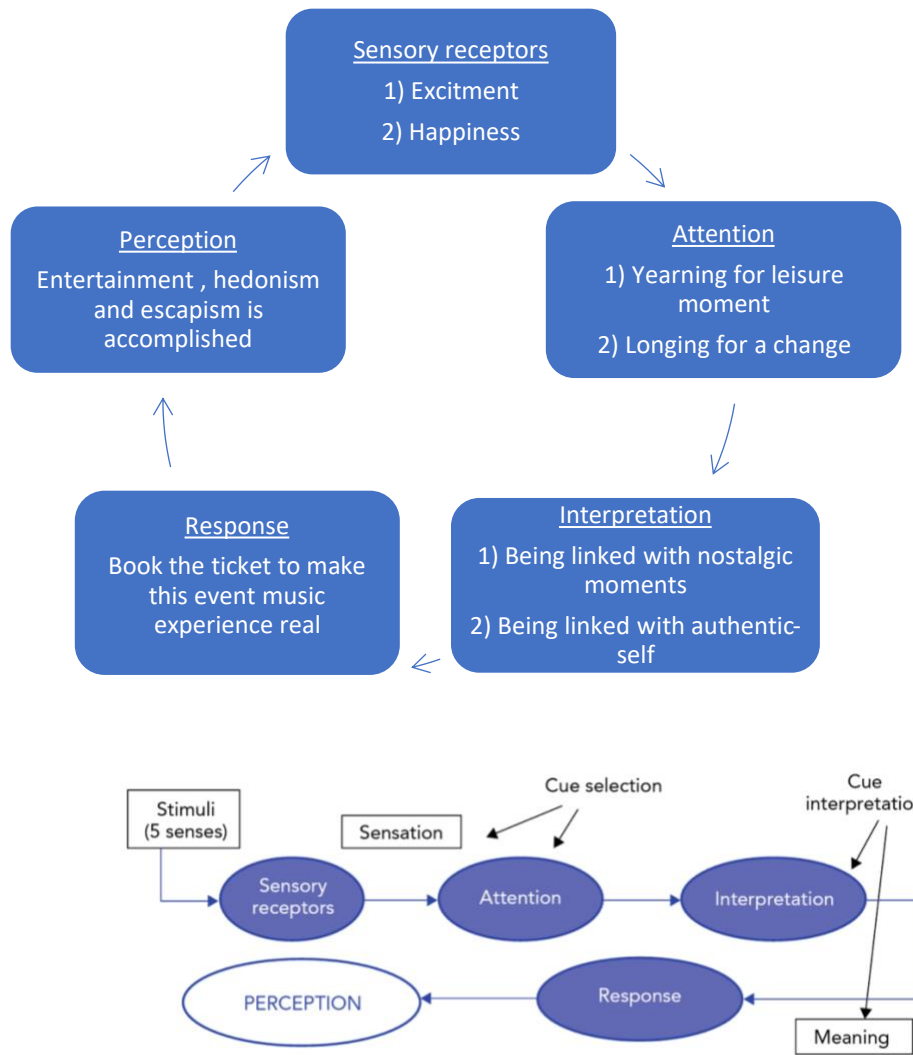 Sensory receptors
1) Excitment
2) Happiness
Perception
Entertainment , hedonism
and escapism is
accomplished
Attention
1) Yearning for leisure
moment
2) Longing for a change
Response
Book the ticket to make
this event music
experience real
Interpretation
1) Being linked with nostalgic
moments
2) Being linked with authentic-
self
Stimuli
(5 senses)
Sensation
Cue selection
Cue
interpretatio
Sensory
receptors
Attention
Interpretation
PERCEPTION
Response
Meaning